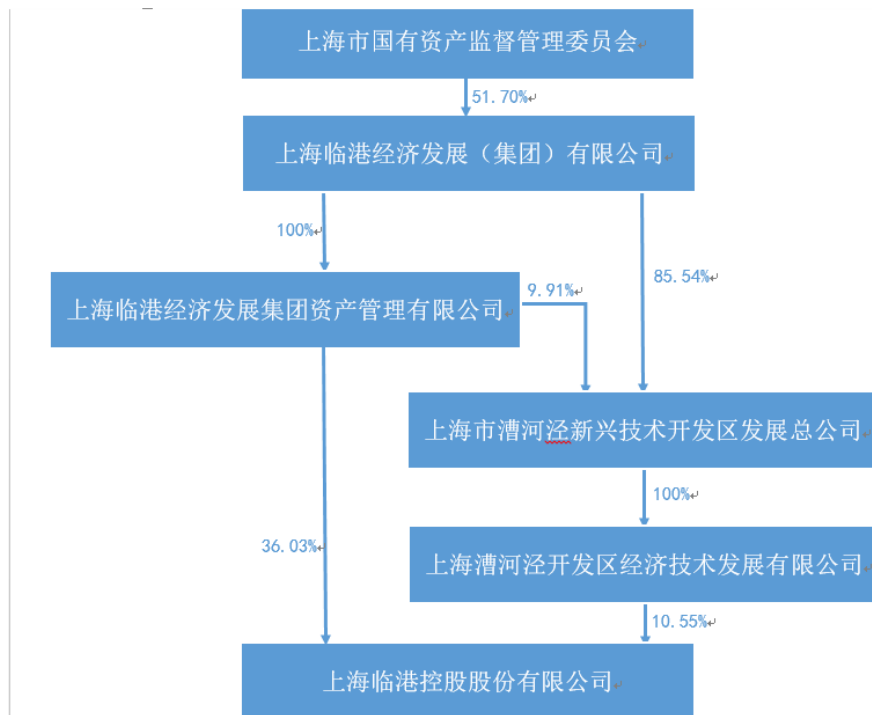 上海市国有资产监督管理委员会
51.70%
上海临港经济发展（集团）有限公司
100%
85.54%
9.91%
上海临港经济发展集团资产管理有限公司
上海市漕河泾新兴技术开发区发展总公司
100%
36.03%
上海漕河泾开发区经济技术发展有限公司
10.55%
上海临港控股股份有限公司